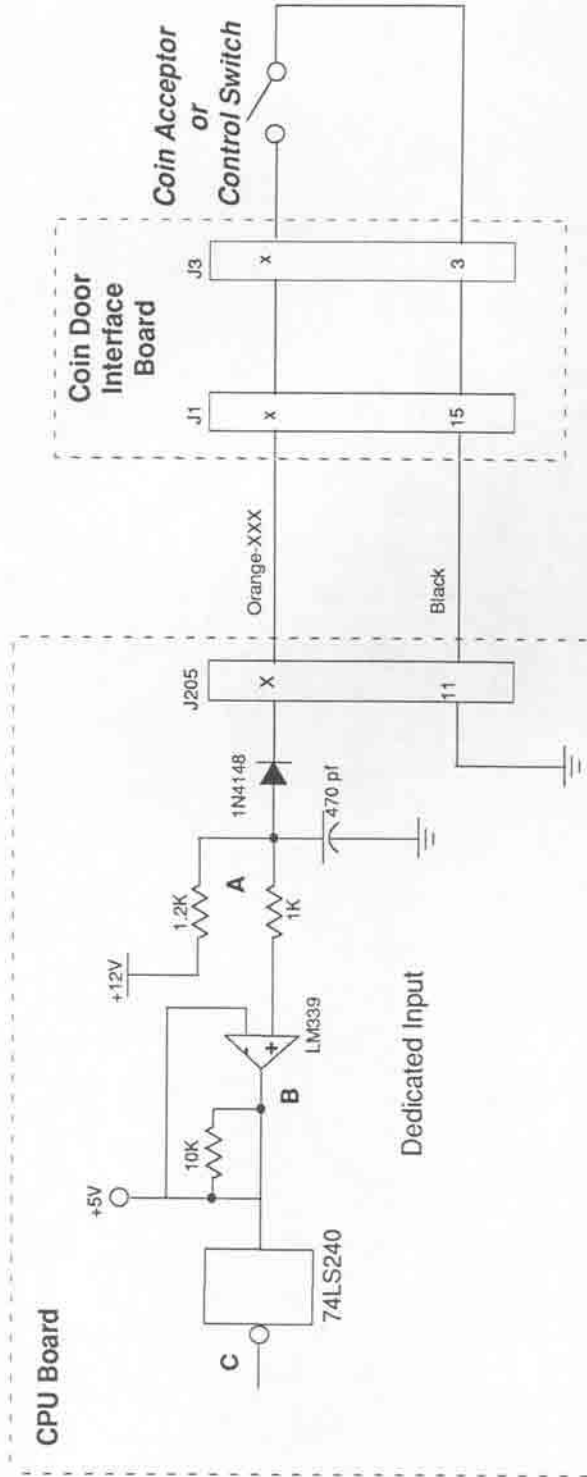 CPU Board
C
74LS240
+5V
10K
B
LM339
-
+
+12V
1.2K
A
1K
1N4148
470 pf
Dedicated Input
J205
X
11
Orange-XXX
Black
Coin Door
Interface
Board
J1
x
15
J3
x
3
Coin Acceptor
or
Control Switch